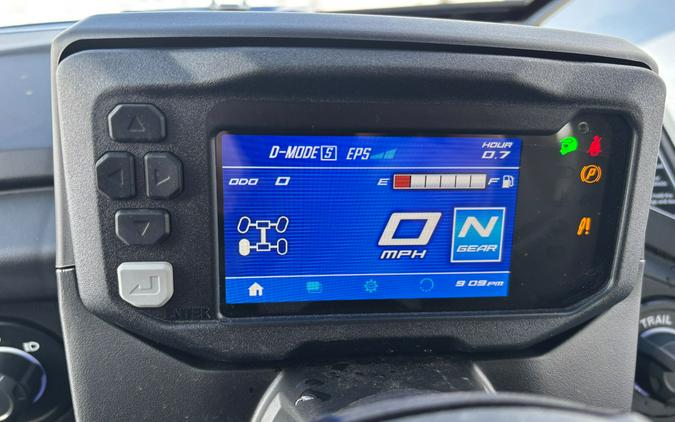 D-MODE S EPS
HOUR
0.7
ODO 0
E F
0
MPH
N
GEAR
9:09 PM
ENTER
P
TRAIL